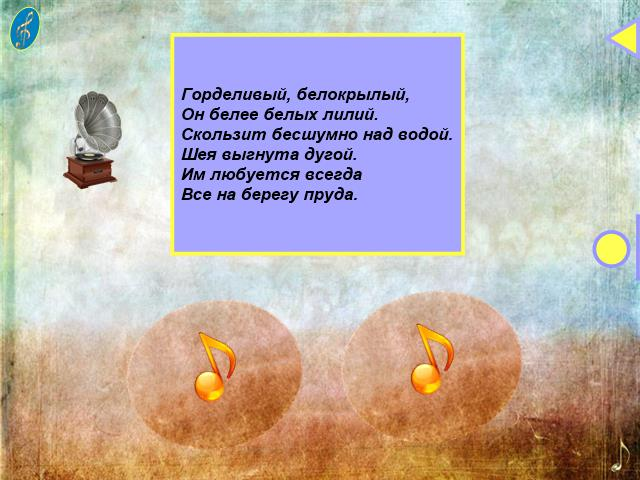 Горделивый, белокрылый,
Он белее белых лилий.
Скользит бесшумно над водой.
Шея выгнута дугой.
Им любуется всегда
Все на берегу пруда.